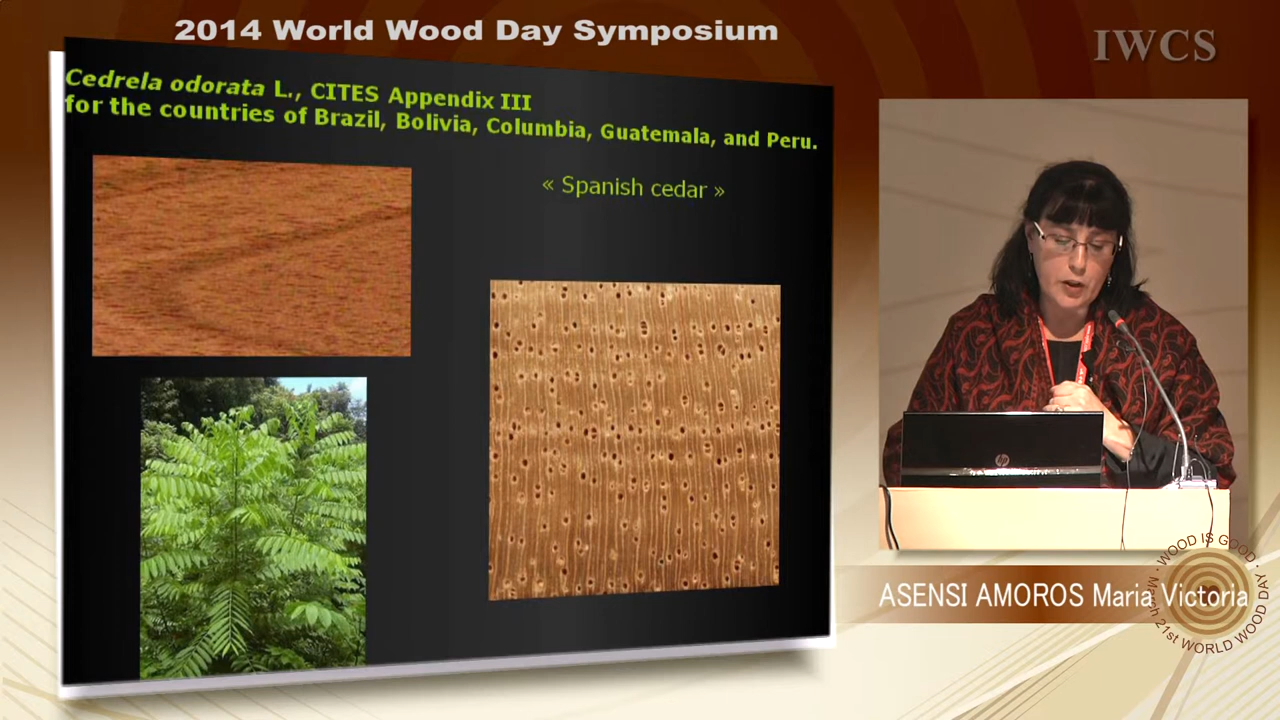 2014 World Wood Day Symposium
IWCS
Cedrela odorata L., CITES Appendix III
for the countries of Brazil, Bolivia, Columbia, Guatemala, and Peru.
« Spanish cedar »
hp
ASENSI AMOROS Maria Victoria
· WOOD IS GOOD ·
March 21st WORLD WOOD DAY